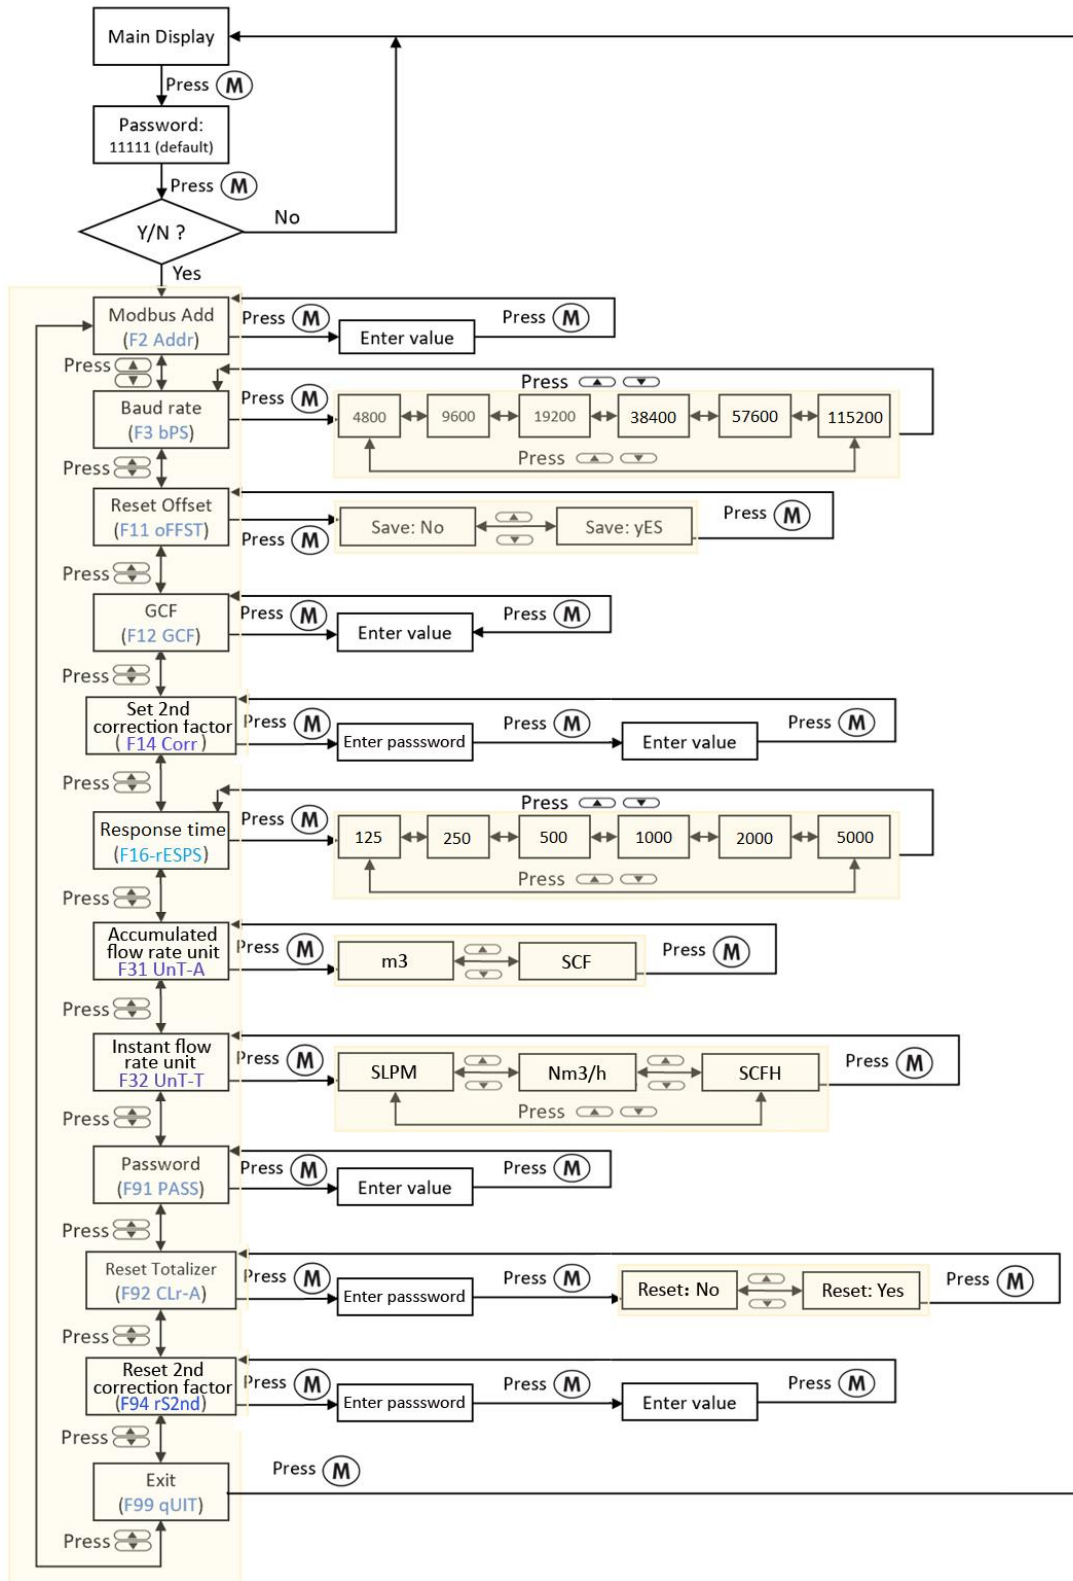 Main Display
Press M
Password:
11111 (default)
Press M
Y/N ?
No
Yes
Modbus Add
(F2 Addr)
Press M
Enter value
Press M
Press
Baud rate
(F3 bPS)
Press M
Press
4800
9600
19200
38400
57600
115200
Press
Press
Reset Offset
(F11 oFFST)
Press M
Save: No
Save: yES
Press M
Press
GCF
(F12 GCF)
Press M
Enter value
Press M
Press
Set 2nd
correction factor
( F14 Corr)
Press M
Enter passsword
Press M
Enter value
Press M
Press
Response time
(F16-rESPS)
Press M
Press
125
250
500
1000
2000
5000
Press
Press
Accumulated
flow rate unit
F31 UnT-A
Press M
m3
SCF
Press M
Press
Instant flow
rate unit
F32 UnT-T
Press M
SLPM
Nm3/h
SCFH
Press M
Press
Press
Password
(F91 PASS)
Press M
Enter value
Press M
Press
Reset Totalizer
(F92 CLr-A)
Press M
Enter passsword
Press M
Reset: No
Reset: Yes
Press M
Press
Reset 2nd
correction factor
(F94 rS2nd)
Press M
Enter passsword
Press M
Enter value
Press M
Press
Exit
(F99 qUIT)
Press M
Press